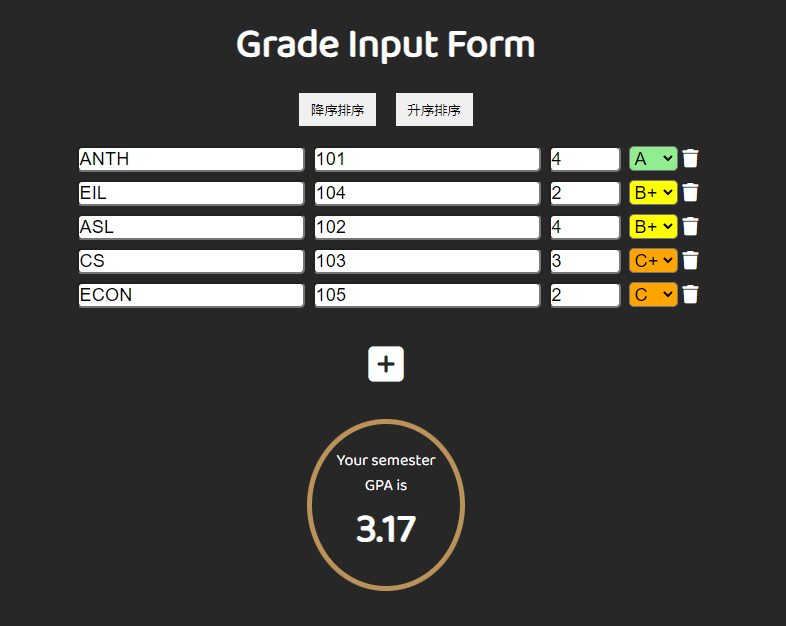 Grade Input Form
降序排序 升序排序
ANTH 101 4 A
EIL 104 2 B+
ASL 102 4 B+
CS 103 3 C+
ECON 105 2 C
Your semester
GPA is
3.17